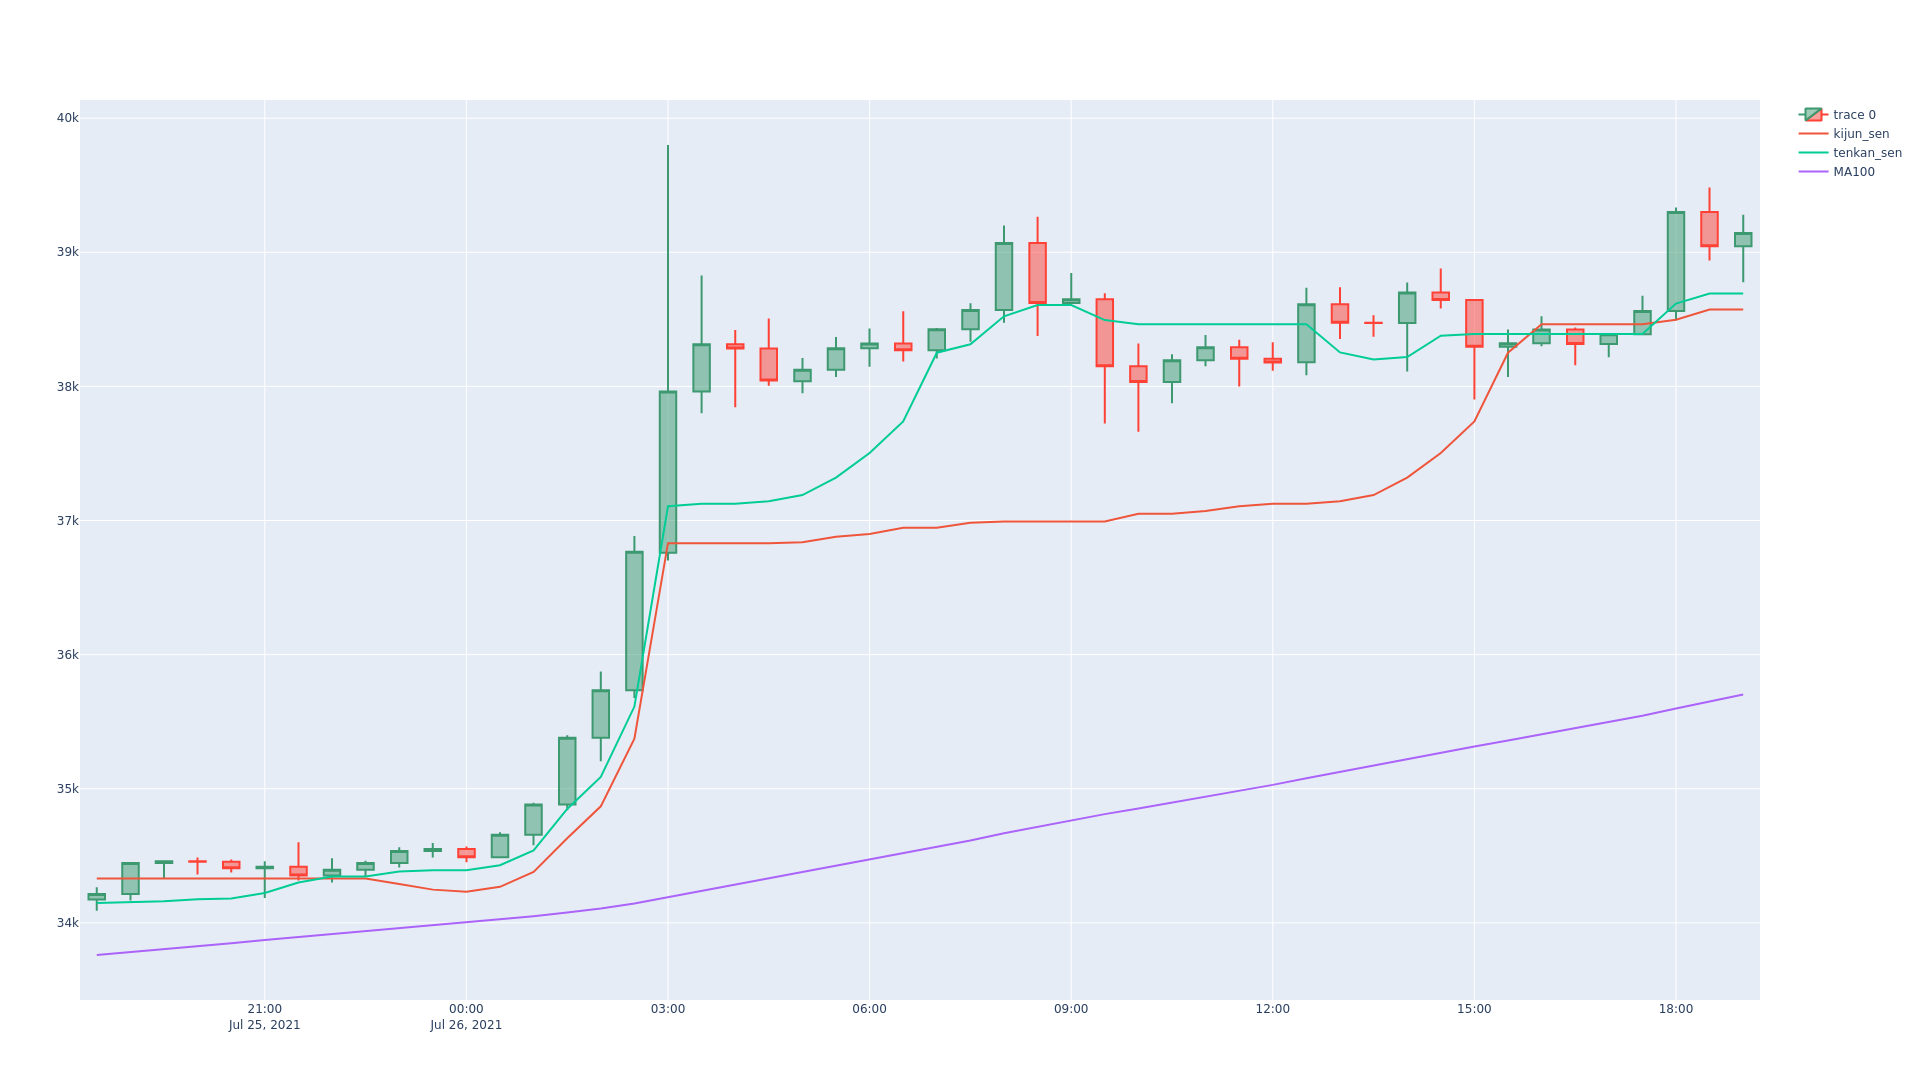 40k
39k
38k
37k
36k
35k
34k
21:00
Jul 25, 2021
00:00
Jul 26, 2021
03:00
06:00
09:00
12:00
15:00
18:00
trace 0
kijun_sen
tenkan_sen
MA100